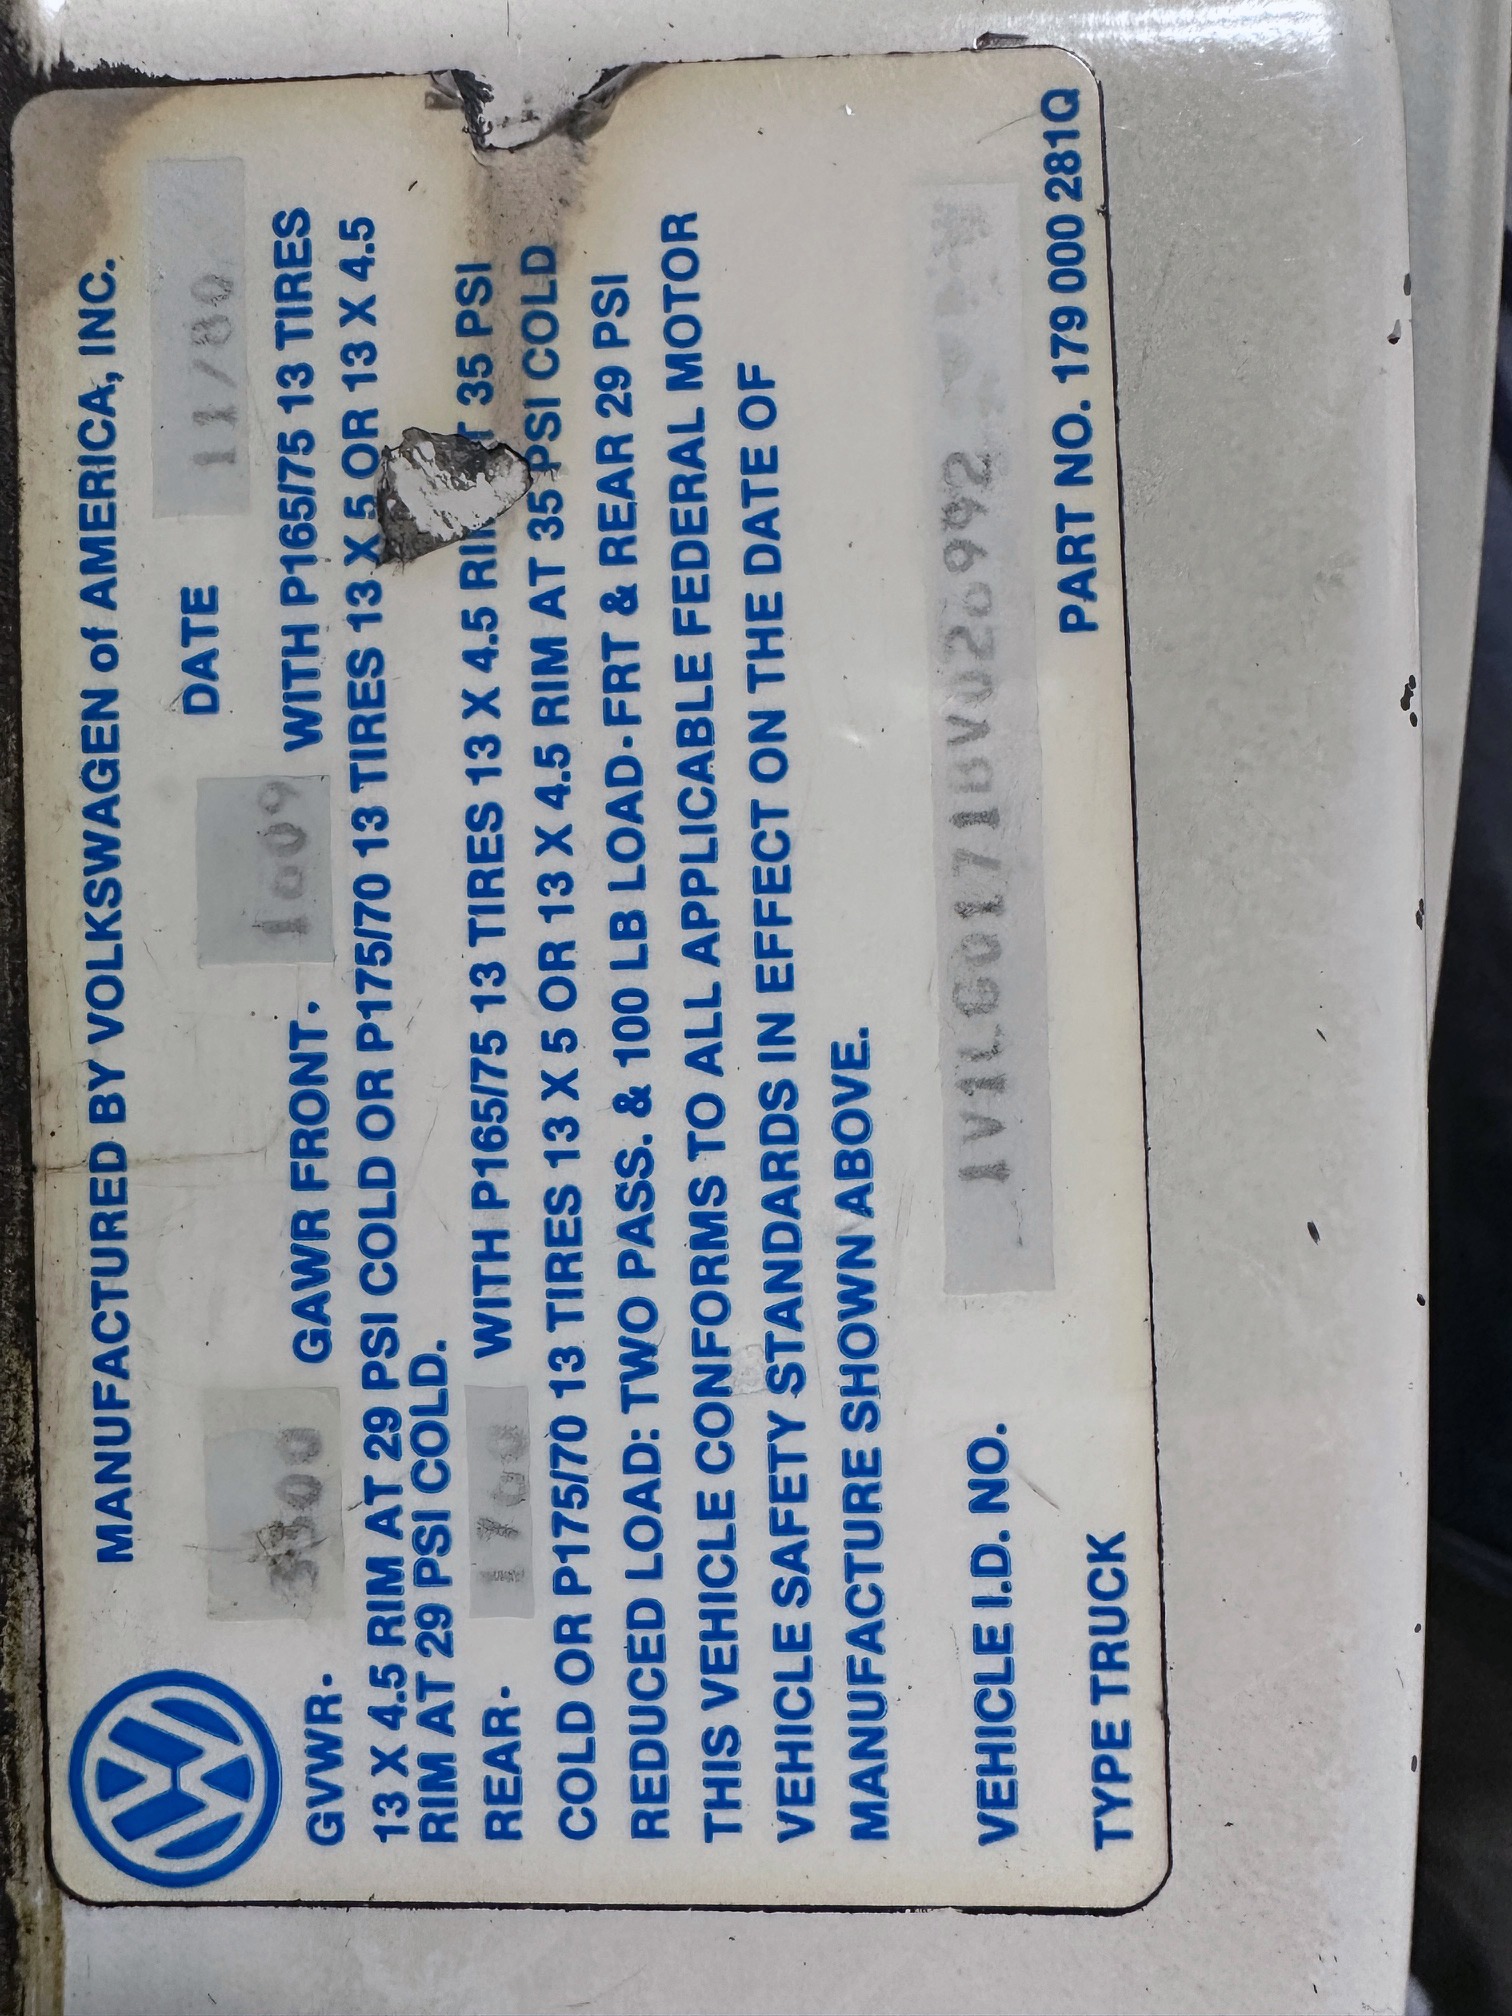 MANUFACTURED BY VOLKSWAGEN of AMERICA, INC.
DATE 11/80
GVWR. GAWR FRONT. WITH P165/75 13 TIRES
13 X 4.5 RIM AT 29 PSI COLD OR P175/70 13 TIRES 13 X 5 OR 13 X 4.5
RIM AT 29 PSI COLD.
REAR. WITH P165/75 13 TIRES 13 X 4.5 35 PSI
COLD OR P175/70 13 TIRES 13 X 5 OR 13 X 4.5 RIM AT 35 PSI COLD
REDUCED LOAD: TWO PASS. & 100 LB LOAD-FRT & REAR 29 PSI
THIS VEHICLE CONFORMS TO ALL APPLICABLE FEDERAL MOTOR
VEHICLE SAFETY STANDARDS IN EFFECT ON THE DATE OF
MANUFACTURE SHOWN ABOVE.
VEHICLE I.D. NO.
TYPE TRUCK PART NO. 179 000 281Q